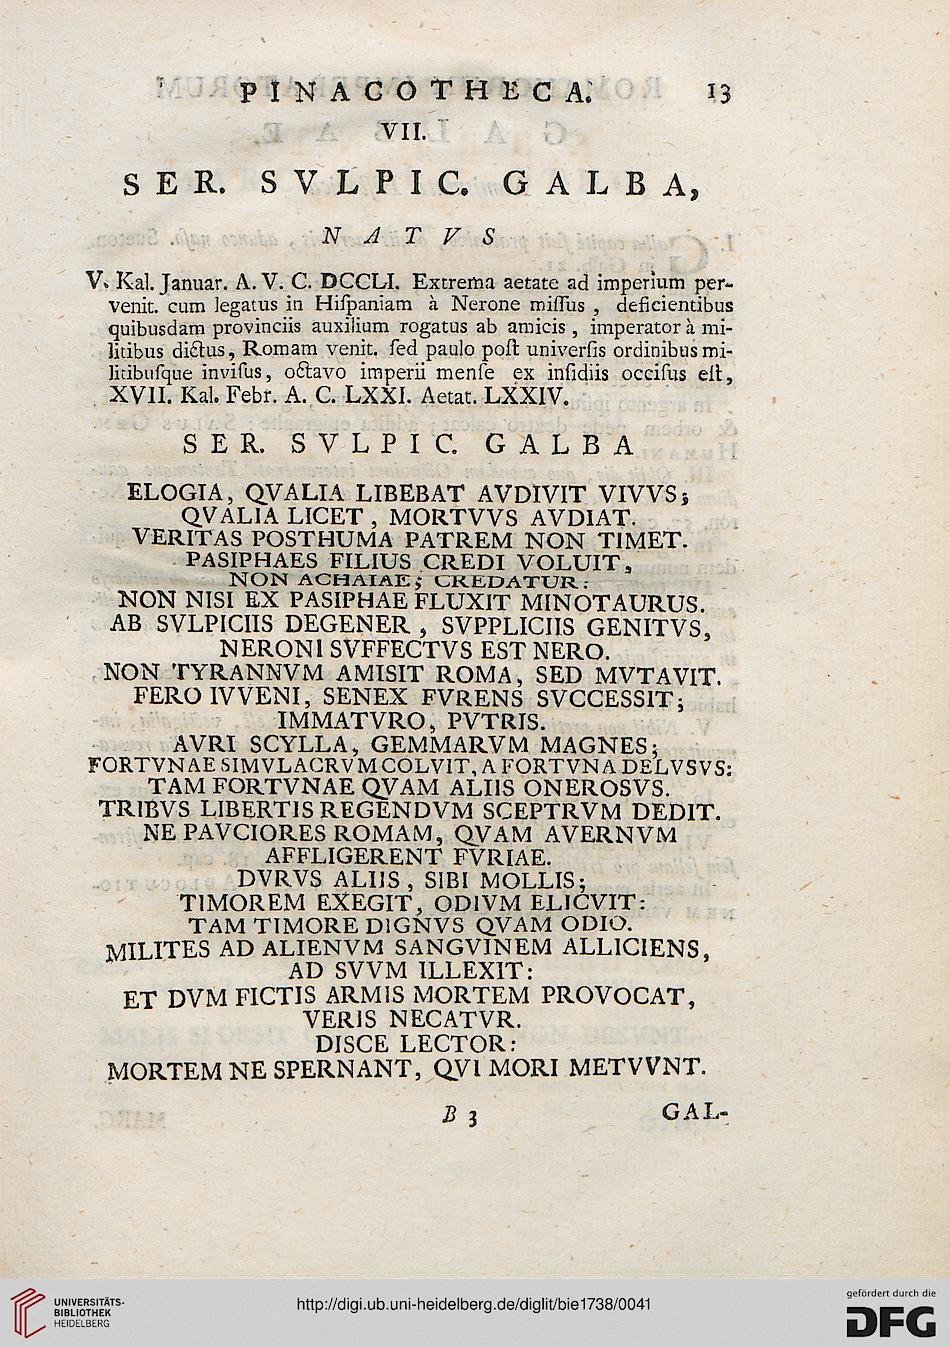 PINACOTHECA. 13
VII.
SER. SVLPIC. GALBA,
NATVS
V. Kal. Januar. A. V. C. DCCLI. Extrema aetate ad imperium per-
venit. cum legatus in Hiſpaniam à Nerone miſſus , deficientibus
quibusdam provinciis auxilium rogatus ab amicis , imperator à mi-
litibus dictus, Romam venit. ſed paulo poſt universis ordinibus mi-
litibuſque inviſus, octavo imperii menſe ex inſidiis occiſus eſt,
XVII. Kal. Febr. A. C. LXXI. Aetat. LXXIV.
SER. SVLPIC. GALBA
ELOGIA, QVALIA LIBEBAT AVDIVIT VIVVS;
QVALIA LICET, MORTVVS AVDIAT.
VERITAS POSTHUMA PATREM NON TIMET.
PASIPHAES FILIUS CREDI VOLUIT,
NON ACHAIAE; CREDATUR:
NON NISI EX PASIPHAE FLUXIT MINOTAURUS.
AB SVLPICIIS DEGENER, SVPPLICIIS GENITVS,
NERONI SVFFECTVS EST NERO.
NON TYRANNVM AMISIT ROMA, SED MVTAVIT.
FERO IVVENI, SENEX FVRENS SVCCESSIT;
IMMATVRO, PVTRIS.
AVRI SCYLLA, GEMMARVM MAGNES;
FORTVNAE SIMVLACRVM COLVIT, A FORTVNA DELVSVS:
TAM FORTVNAE QVAM ALIIS ONEROSVS.
TRIBVS LIBERTIS REGENDVM SCEPTRVM DEDIT.
NE PAVCIORES ROMAM, QVAM AVERNVM
AFFLIGERENT FVRIAE.
DVRVS ALIIS, SIBI MOLLIS;
TIMOREM EXEGIT, ODIVM ELICVIT:
TAM TIMORE DIGNVS QVAM ODIO.
MILITES AD ALIENVM SANGVINEM ALLICIENS,
AD SVVM ILLEXIT:
ET DVM FICTIS ARMIS MORTEM PROVOCAT,
VERIS NECATVR.
DISCE LECTOR:
MORTEM NE SPERNANT, QVI MORI METVVNT.
B 3 GAL-
UNIVERSITÄTS-
BIBLIOTHEK
HEIDELBERG
http://digi.ub.uni-heidelberg.de/diglit/bie1738/0041
gefördert durch die
DFG